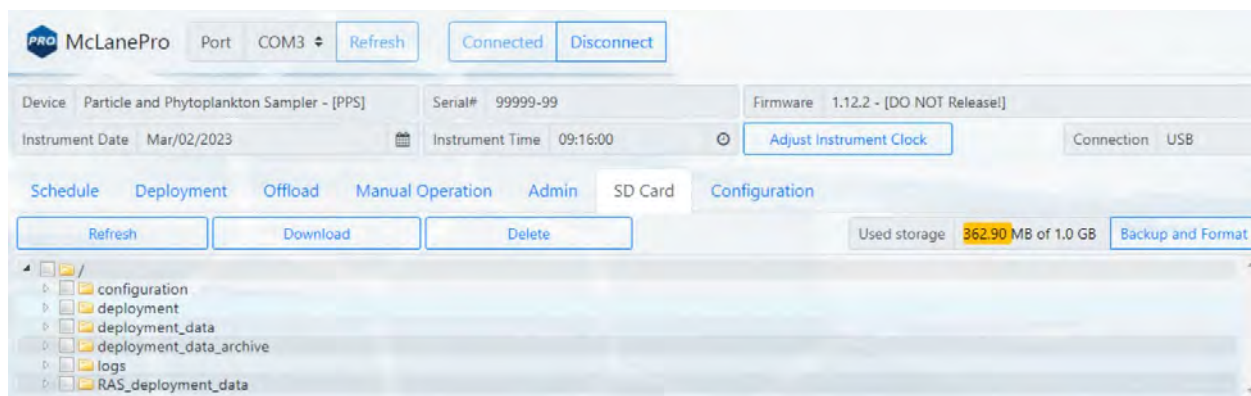 PRO McLanePro Port COM3 Refresh Connected Disconnect
Device Particle and Phytoplankton Sampler - [PPS] Serial# 99999-99 Firmware 1.12.2 - [DO NOT Release!]
Instrument Date Mar/02/2023 Instrument Time 09:16:00 Adjust Instrument Clock Connection USB
Schedule Deployment Offload Manual Operation Admin SD Card Configuration
Refresh Download Delete Used storage 362.90 MB of 1.0 GB Backup and Format
/
configuration
deployment
deployment_data
deployment_data_archive
logs
RAS_deployment_data